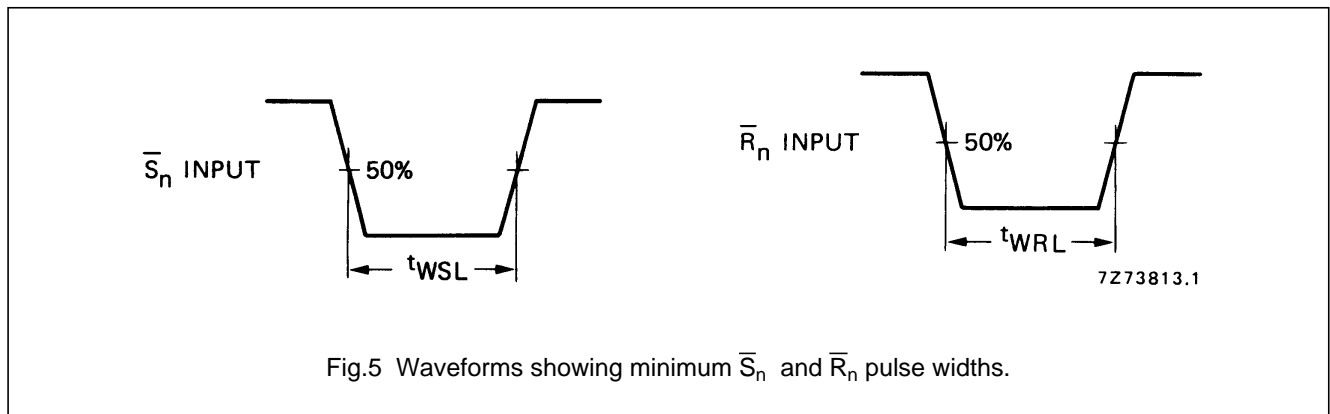 S̅n INPUT
50%
tWSL
R̅n INPUT
50%
tWRL
7Z73813.1
Fig.5 Waveforms showing minimum S̅n and R̅n pulse widths.